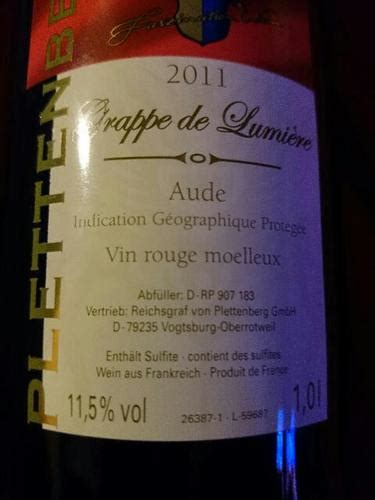 PLETTENBE
2011
Grappe de Lumière
Aude
Indication Géographique Protégée
Vin rouge moelleux
Abfüller: D-RP 907 183
Vertrieb: Reichsgraf von Plettenberg GmbH
D-79235 Vogtsburg-Oberrotweil
Enthält Sulfite - contient des sulfites
Wein aus Frankreich - Produit de France
11,5% vol
26387-1 - L-59687
1,0l